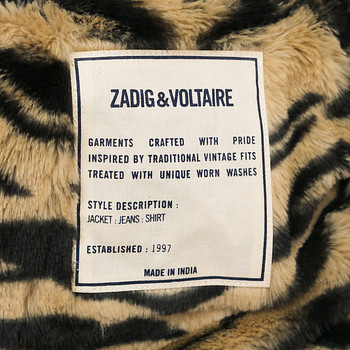 ZADIG&VOLTAIRE
GARMENTS CRAFTED WITH PRIDE
INSPIRED BY TRADITIONAL VINTAGE FITS
TREATED WITH UNIQUE WORN WASHES
STYLE DESCRIPTION :
JACKET : JEANS : SHIRT
ESTABLISHED : 1997
MADE IN INDIA